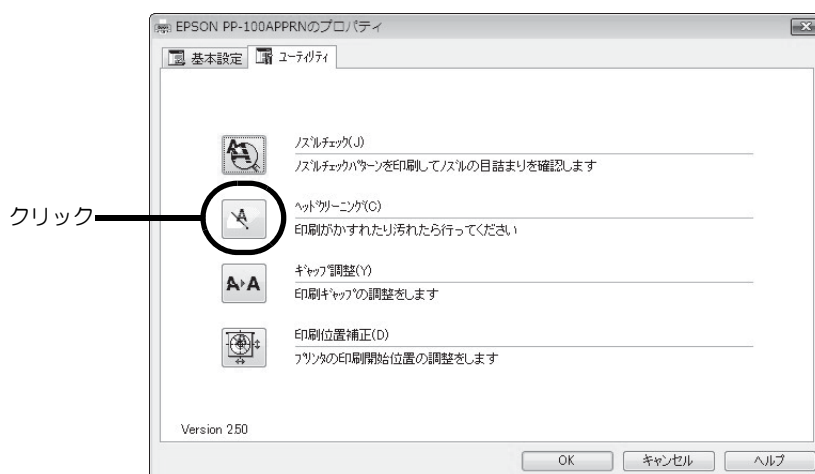 EPSON PP-100APPRNのプロパティ
基本設定 ユーティリティ
ノズルチェック(J)
ノズルチェックパターンを印刷してノズルの目詰まりを確認します
クリック
ヘッドクリーニング(C)
印刷がかすれたり汚れたら行ってください
ギャップ調整(Y)
印刷ギャップの調整をします
印刷位置補正(D)
プリンタの印刷開始位置の調整をします
Version 2.50
OK キャンセル ヘルプ